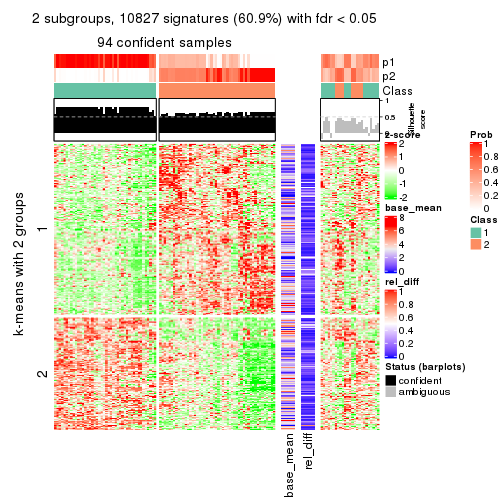 2 subgroups, 10827 signatures (60.9%) with fdr < 0.05
94 confident samples
p1
p2
Class
1
0.5
0
Silhouette
score
k-means with 2 groups
1
2
base_mean
rel_diff
z-score
2
1
0
-1
-2
base_mean
8
6
4
2
0
rel_diff
1
0.8
0.6
0.4
0.2
0
Status (barplots)
confident
ambiguous
Prob
1
0.8
0.6
0.4
0.2
0
Class
1
2